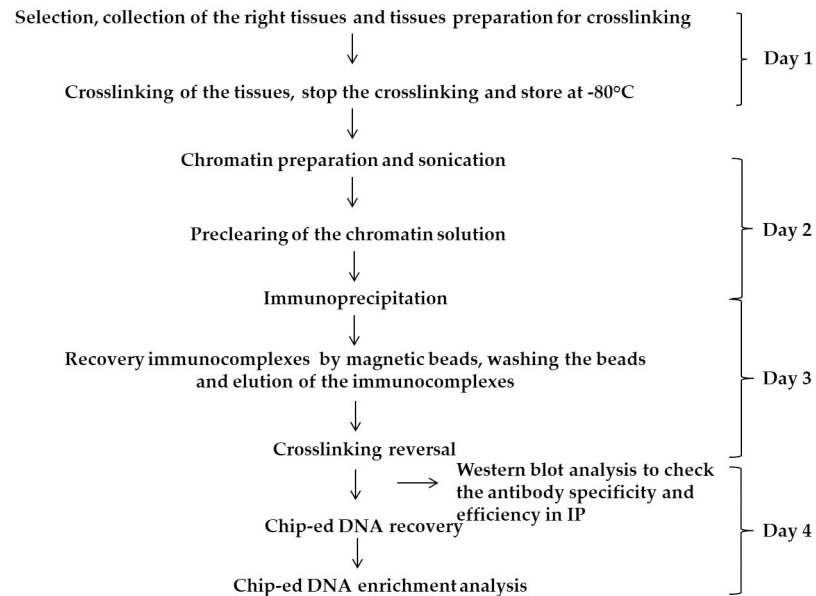 Selection, collection of the right tissues and tissues preparation for crosslinking
Day 1
Crosslinking of the tissues, stop the crosslinking and store at -80°C
Chromatin preparation and sonication
Preclearing of the chromatin solution
Day 2
Immunoprecipitation
Recovery immunocomplexes by magnetic beads, washing the beads
and elution of the immunocomplexes
Day 3
Crosslinking reversal
Western blot analysis to check
the antibody specificity and
efficiency in IP
Chip-ed DNA recovery
Day 4
Chip-ed DNA enrichment analysis